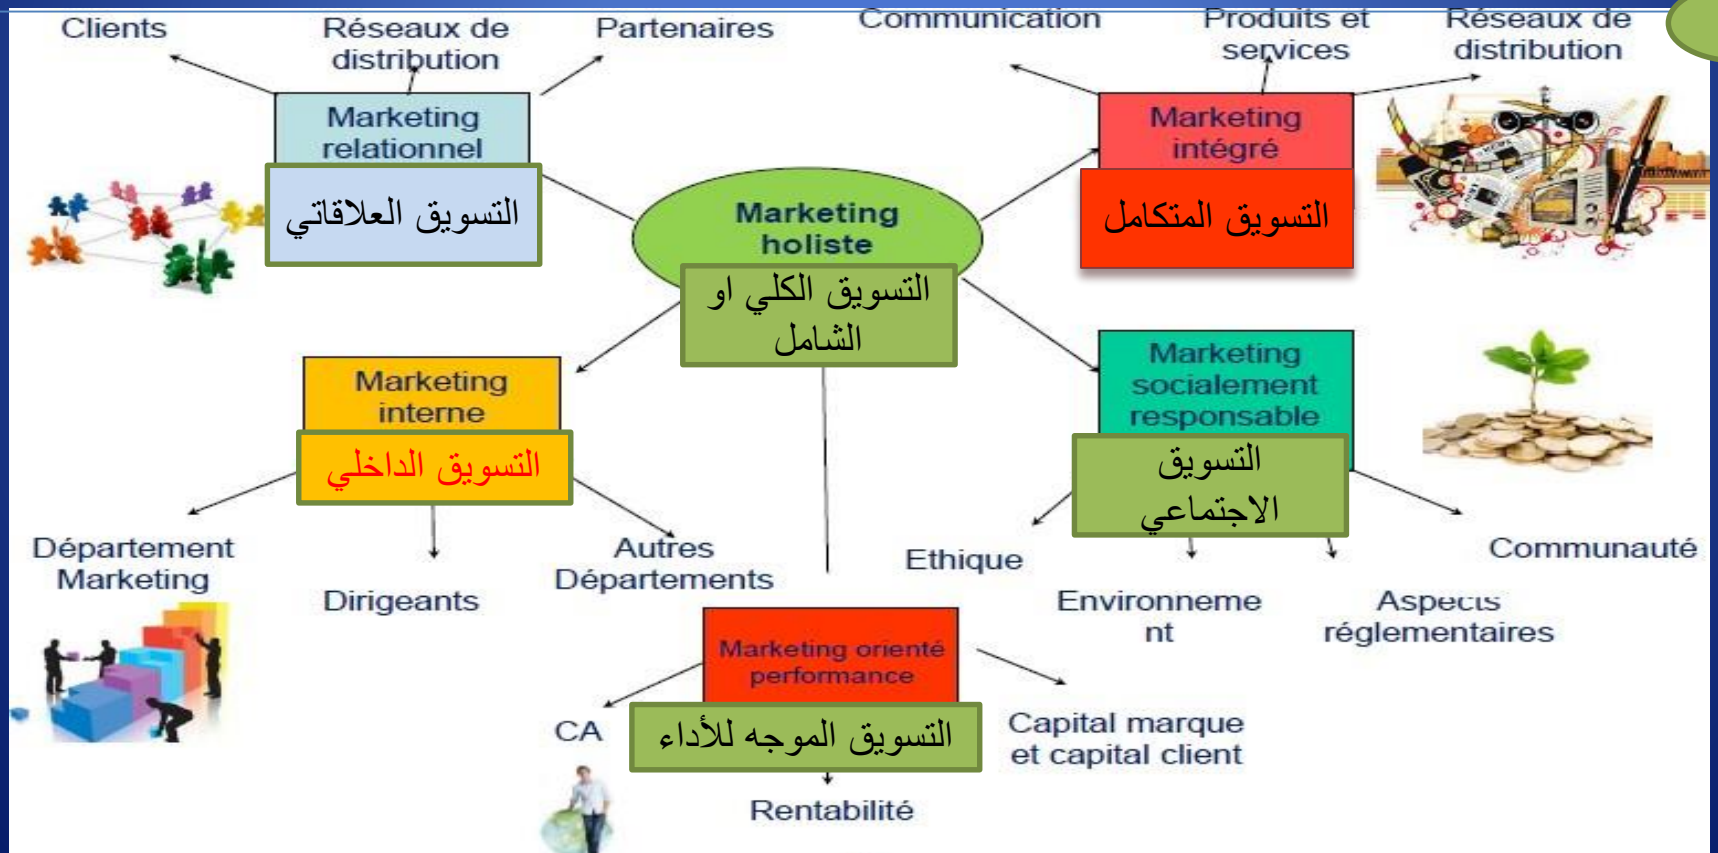 Clients
Réseaux de
distribution
Partenaires
Communication
Produits et
services
Réseaux de
distribution
Marketing
relationnel
التسويق العلاقاتي
Marketing
intégré
التسويق المتكامل
Marketing
holiste
التسويق الكلي او
الشامل
Marketing
interne
التسويق الداخلي
Marketing
socialement
responsable
التسويق
الاجتماعي
Département
Marketing
Dirigeants
Autres
Départements
Ethique
Environneme
nt
Aspects
réglementaires
Communauté
Marketing orienté
performance
التسويق الموجه للأداء
CA
Rentabilité
Capital marque
et capital client